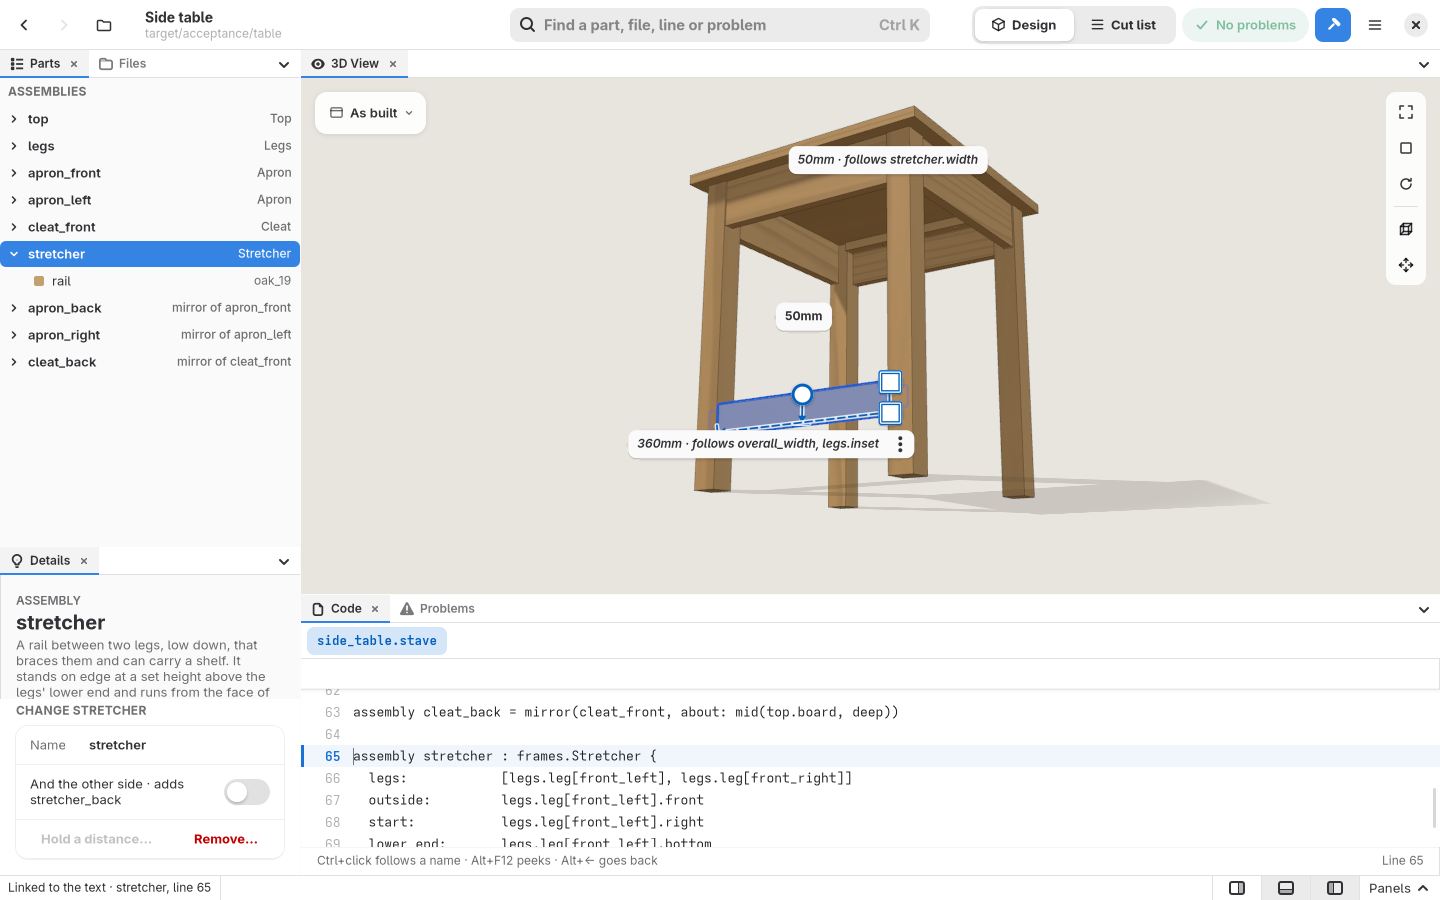 Side table
target/acceptance/table
Find a part, file, line or problem
Ctrl K
Design
Cut list
No problems
Parts
Files
3D View
ASSEMBLIES
top Top
legs Legs
apron_front Apron
apron_left Apron
cleat_front Cleat
stretcher Stretcher
rail oak_19
apron_back mirror of apron_front
apron_right mirror of apron_left
cleat_back mirror of cleat_front
As built
50mm · follows stretcher.width
50mm
360mm · follows overall_width, legs.inset
Details
ASSEMBLY
stretcher
A rail between two legs, low down, that
braces them and can carry a shelf. It
stands on edge at a set height above the
legs' lower end and runs from the face of
CHANGE STRETCHER
Name stretcher
And the other side · adds
stretcher_back
Hold a distance... Remove...
Code
Problems
side_table.stave
62
63 assembly cleat_back = mirror(cleat_front, about: mid(top.board, deep))
64
65 assembly stretcher : frames.Stretcher {
66 legs: [legs.leg[front_left], legs.leg[front_right]]
67 outside: legs.leg[front_left].front
68 start: legs.leg[front_left].right
69 lower_end: legs.leg[front_left].bottom
Ctrl+click follows a name · Alt+F12 peeks · Alt+← goes back
Line 65
Linked to the text · stretcher, line 65
Panels